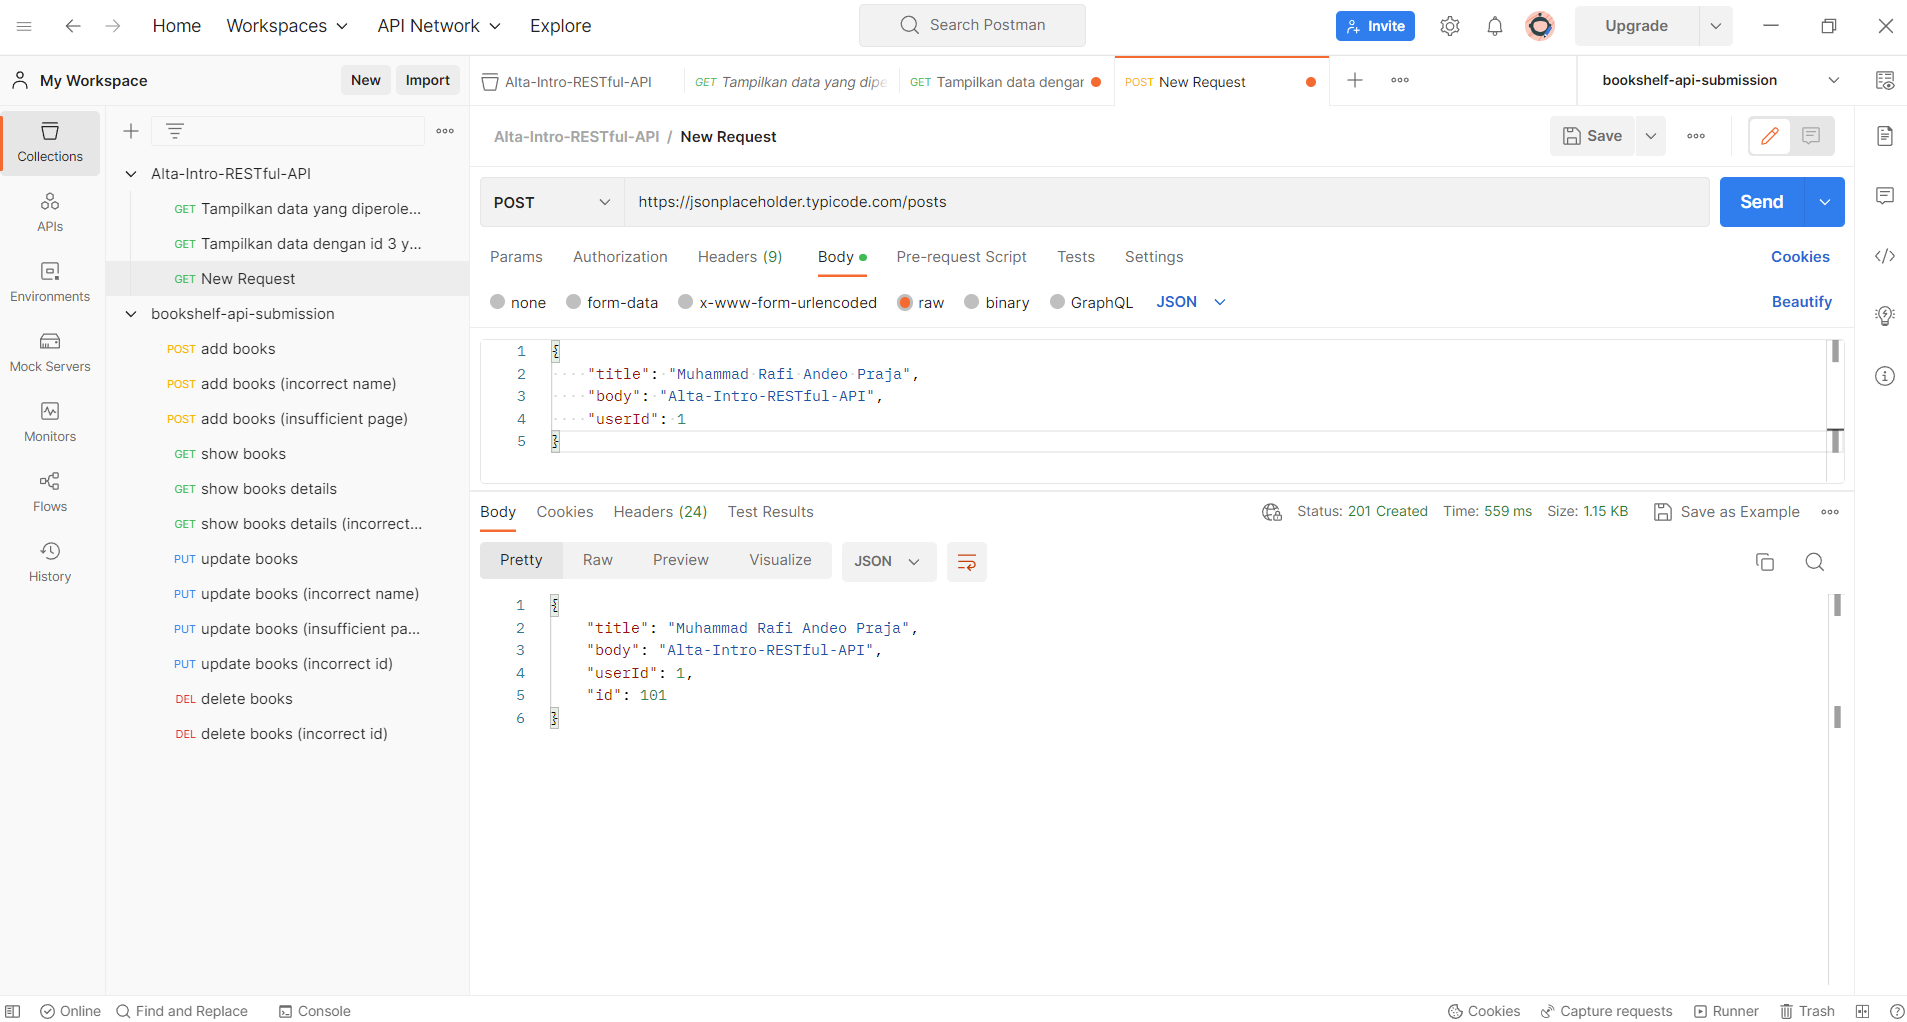 Home Workspaces API Network Explore Search Postman Invite Upgrade
My Workspace New Import Alta-Intro-RESTful-API GET Tampilkan data yang dipe GET Tampilkan data dengar POST New Request bookshelf-api-submission
Collections
APIs
Environments
Mock Servers
Monitors
Flows
History
Alta-Intro-RESTful-API
GET Tampilkan data yang diperole...
GET Tampilkan data dengan id 3 y...
GET New Request
bookshelf-api-submission
POST add books
POST add books (incorrect name)
POST add books (insufficient page)
GET show books
GET show books details
GET show books details (incorrect...
PUT update books
PUT update books (incorrect name)
PUT update books (insufficient pa...
PUT update books (incorrect id)
DEL delete books
DEL delete books (incorrect id)
Alta-Intro-RESTful-API / New Request Save
POST https://jsonplaceholder.typicode.com/posts Send
Params Authorization Headers (9) Body Pre-request Script Tests Settings Cookies
none form-data x-www-form-urlencoded raw binary GraphQL JSON Beautify
1 {
2 "title": "Muhammad Rafi Andeo Praja",
3 "body": "Alta-Intro-RESTful-API",
4 "userId": 1
5 }
Body Cookies Headers (24) Test Results Status: 201 Created Time: 559 ms Size: 1.15 KB Save as Example
Pretty Raw Preview Visualize JSON
1 {
2 "title": "Muhammad Rafi Andeo Praja",
3 "body": "Alta-Intro-RESTful-API",
4 "userId": 1,
5 "id": 101
6 }
Online Find and Replace Console Cookies Capture requests Runner Trash